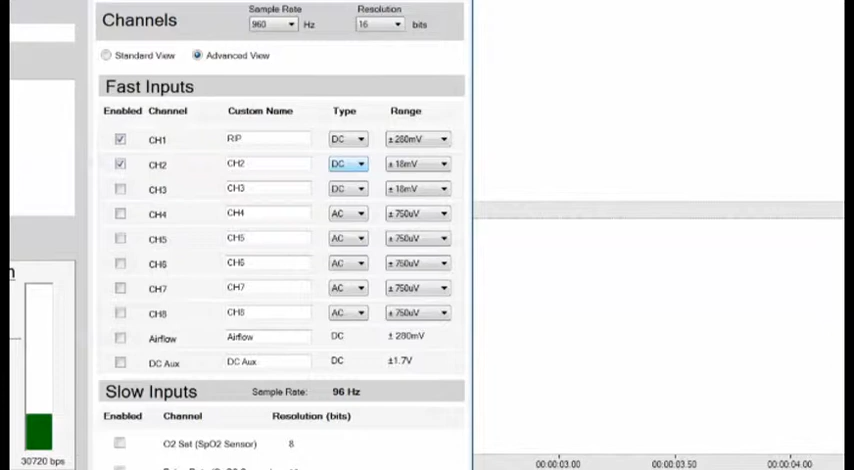 Sample Rate Resolution
Channels 960 Hz 16 bits
Standard View Advanced View
Fast Inputs
Enabled Channel Custom Name Type Range
CH1 RIP DC ± 280mV
CH2 CH2 DC ± 18mV
CH3 CH3 DC ± 18mV
CH4 CH4 AC ± 750uV
CH5 CH5 AC ± 750uV
CH6 CH6 AC ± 750uV
CH7 CH7 AC ± 750uV
CH8 CH8 AC ± 750uV
Airflow Airflow DC ± 280mV
DC Aux DC Aux DC ±1.7V
Slow Inputs Sample Rate: 96 Hz
Enabled Channel Resolution (bits)
O2 Sat (SpO2 Sensor) 8
30720 bps
00:00:03.00 00:00:03.50 00:00:04.00